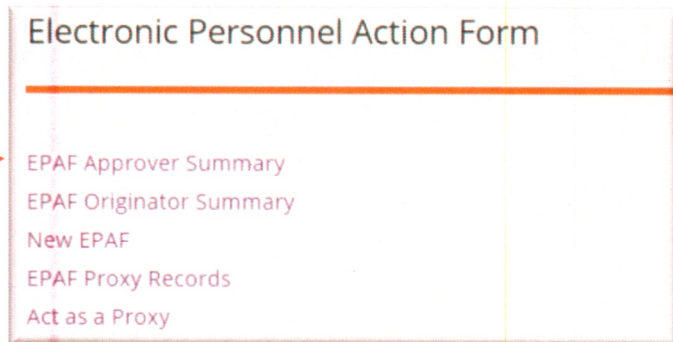 Electronic Personnel Action Form
EPAF Approver Summary
EPAF Originator Summary
New EPAF
EPAF Proxy Records
Act as a Proxy